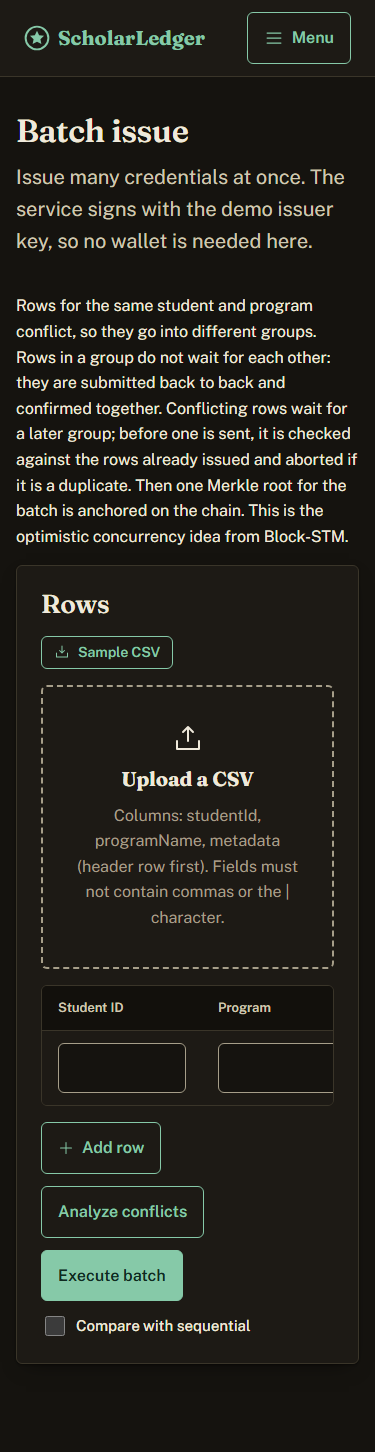 ScholarLedger
Menu
Batch issue
Issue many credentials at once. The
service signs with the demo issuer
key, so no wallet is needed here.
Rows for the same student and program
conflict, so they go into different groups.
Rows in a group do not wait for each other:
they are submitted back to back and
confirmed together. Conflicting rows wait for
a later group; before one is sent, it is checked
against the rows already issued and aborted if
it is a duplicate. Then one Merkle root for the
batch is anchored on the chain. This is the
optimistic concurrency idea from Block-STM.
Rows
Sample CSV
Upload a CSV
Columns: studentId,
programName, metadata
(header row first). Fields must
not contain commas or the |
character.
Student ID Program
Add row
Analyze conflicts
Execute batch
Compare with sequential